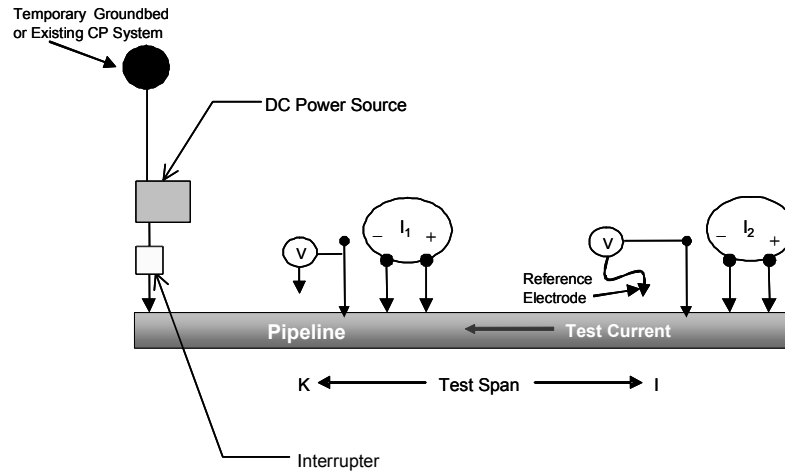 Temporary Groundbed
or Existing CP System
DC Power Source
I1
I2
− +
− +
V
V
Reference
Electrode
Pipeline
Test Current
K
Test Span
I
Interrupter